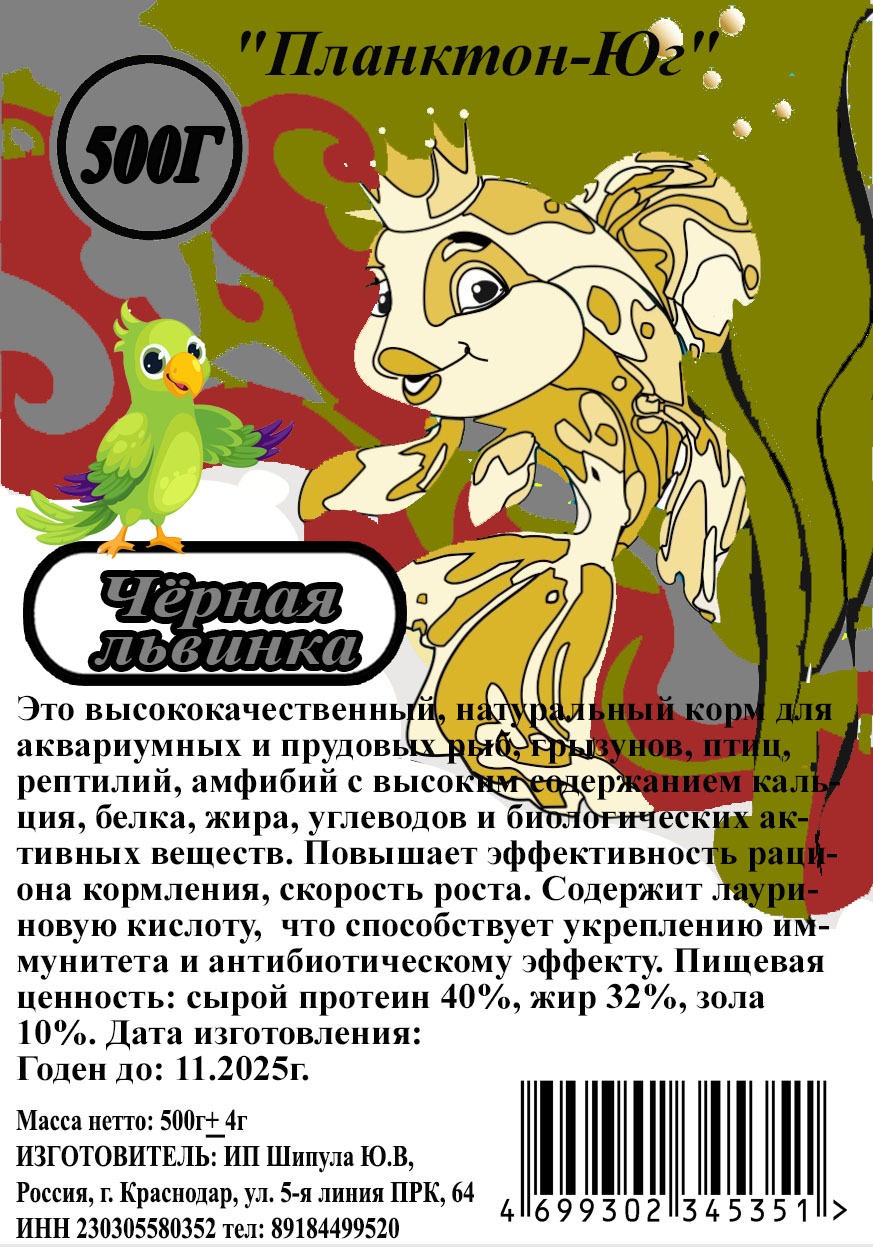 "Планктон-Юг"
500Г
Чёрная
львинка
Это высококачественный, натуральный корм для
аквариумных и прудовых рыб, грызунов, птиц,
рептилий, амфибий с высоким содержанием каль-
ция, белка, жира, углеводов и биологических ак-
тивных веществ. Повышает эффективность раци-
она кормления, скорость роста. Содержит лаури-
новую кислоту,  что способствует укреплению им-
мунитета и антибиотическому эффекту. Пищевая
ценность: сырой протеин 40%, жир 32%, зола
10%. Дата изготовления:
Годен до: 11.2025г.
Масса нетто: 500г+ 4г
ИЗГОТОВИТЕЛЬ: ИП Шипула Ю.В,
Россия, г. Краснодар, ул. 5-я линия ПРК, 64
ИНН 230305580352 тел: 89184499520
4 699302 345351 >